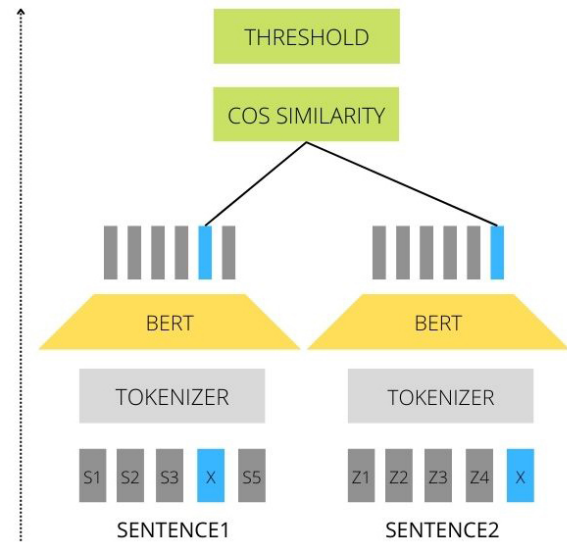 THRESHOLD
COS SIMILARITY
BERT BERT
TOKENIZER TOKENIZER
S1 S2 S3 X S5 Z1 Z2 Z3 Z4 X
SENTENCE1 SENTENCE2